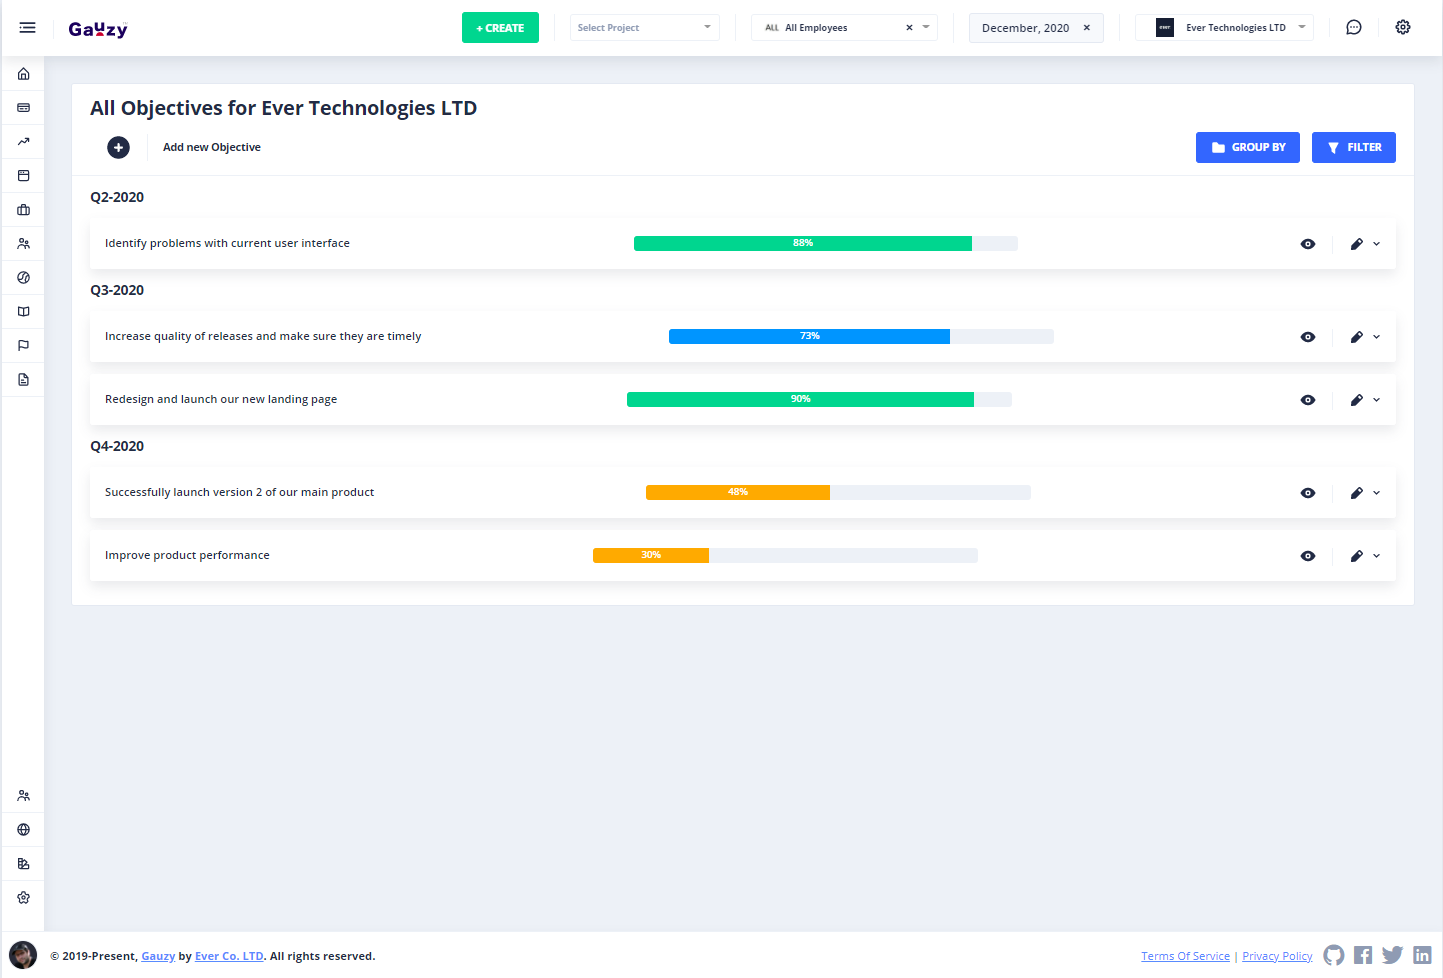 Gauzy
+ CREATE
Select Project
ALL All Employees ×
December, 2020 ×
ever Ever Technologies LTD
All Objectives for Ever Technologies LTD
Add new Objective
GROUP BY
FILTER
Q2-2020
Identify problems with current user interface
88%
Q3-2020
Increase quality of releases and make sure they are timely
73%
Redesign and launch our new landing page
90%
Q4-2020
Successfully launch version 2 of our main product
48%
Improve product performance
30%
© 2019-Present, Gauzy by Ever Co. LTD. All rights reserved.
Terms Of Service | Privacy Policy